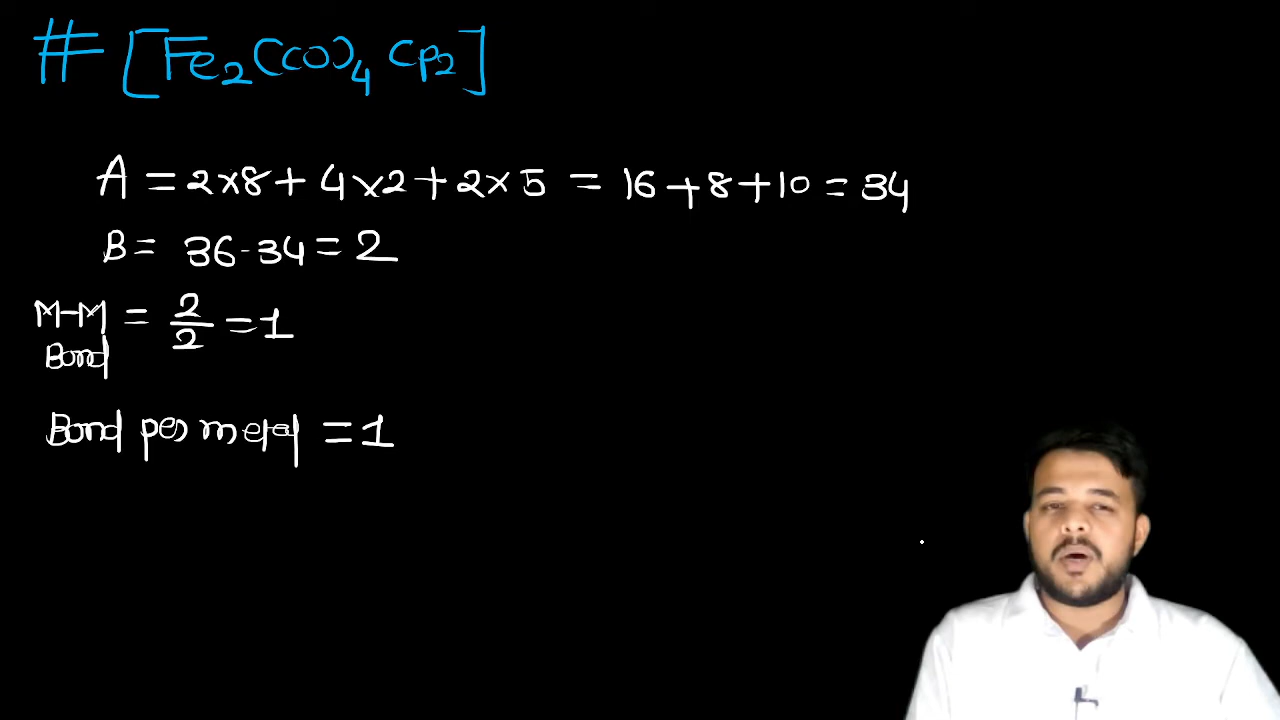 # [Fe2(CO)4 Cp2]
A = 2×8 + 4×2 + 2×5 = 16+8+10 = 34
B = 36-34 = 2
M-M Bond = 2/2 = 1
Bond per metal = 1